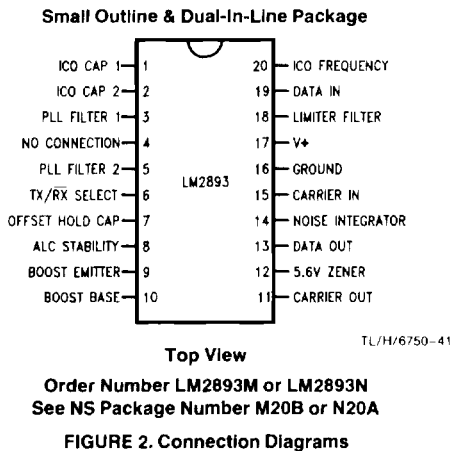 Small Outline & Dual-In-Line Package
ICO CAP 1 1 20 ICO FREQUENCY
ICO CAP 2 2 19 DATA IN
PLL FILTER 1 3 18 LIMITER FILTER
NO CONNECTION 4 17 V+
PLL FILTER 2 5 16 GROUND
LM2893
TX/RX SELECT 6 15 CARRIER IN
OFFSET HOLD CAP 7 14 NOISE INTEGRATOR
ALC STABILITY 8 13 DATA OUT
BOOST EMITTER 9 12 5.6V ZENER
BOOST BASE 10 11 CARRIER OUT
TL/H/6750-41
Top View
Order Number LM2893M or LM2893N
See NS Package Number M20B or N20A
FIGURE 2. Connection Diagrams